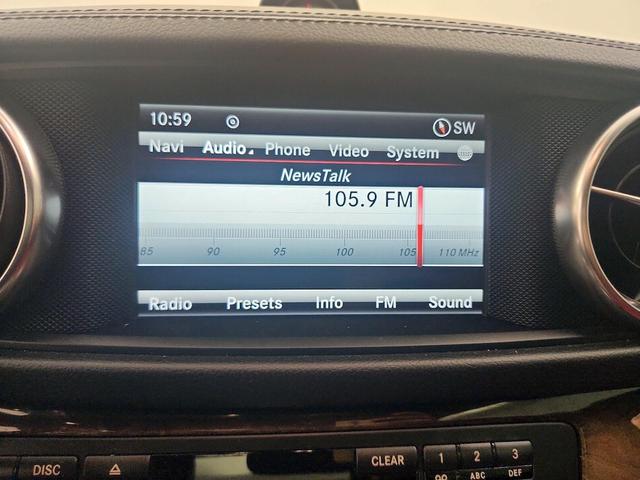 10:59 SW
Navi Audio Phone Video System
NewsTalk
105.9 FM
85 90 95 100 105 110 MHz
Radio Presets Info FM Sound
DISC CLEAR 1 2 3
ABC DEF